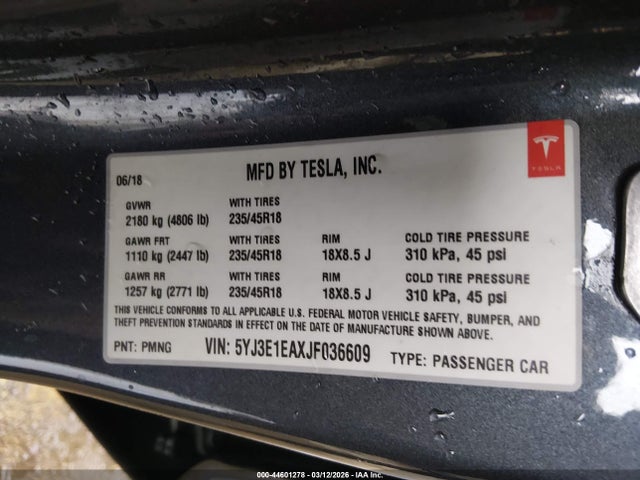 06/18
MFD BY TESLA, INC.
TESLA
GVWR WITH TIRES
2180 kg (4806 lb) 235/45R18
GAWR FRT WITH TIRES RIM COLD TIRE PRESSURE
1110 kg (2447 lb) 235/45R18 18X8.5 J 310 kPa, 45 psi
GAWR RR WITH TIRES RIM COLD TIRE PRESSURE
1257 kg (2771 lb) 235/45R18 18X8.5 J 310 kPa, 45 psi
THIS VEHICLE CONFORMS TO ALL APPLICABLE U.S. FEDERAL MOTOR VEHICLE SAFETY, BUMPER, AND
THEFT PREVENTION STANDARDS IN EFFECT ON THE DATE OF MANUFACTURE SHOWN ABOVE.
PNT: PMNG VIN: 5YJ3E1EAXJF036609 TYPE: PASSENGER CAR
000-44601278 - 03/12/2026 - IAA Inc.